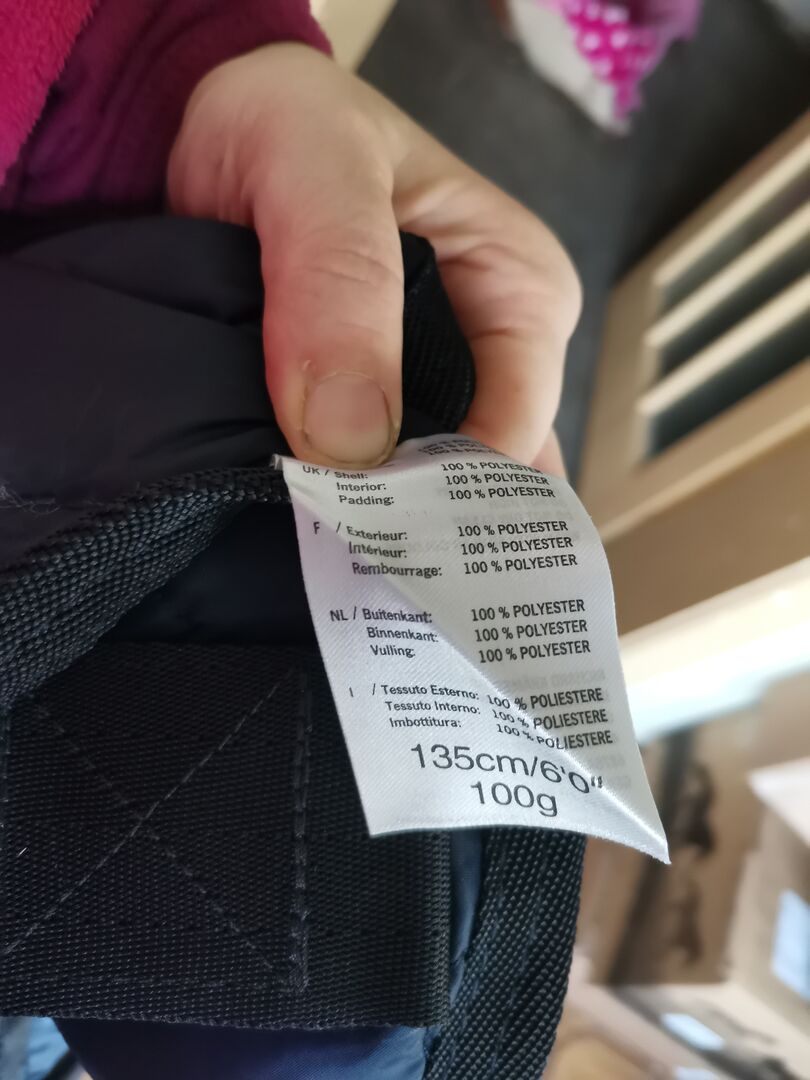 100 % POLYESTER
UK / Shell: 100 % POLYESTER
Interior: 100 % POLYESTER
Padding: 100 % POLYESTER
F / Exterieur: 100 % POLYESTER
Intérieur: 100 % POLYESTER
Rembourrage: 100 % POLYESTER
NL / Buitenkant: 100 % POLYESTER
Binnenkant: 100 % POLYESTER
Vulling: 100 % POLYESTER
I / Tessuto Esterno: 100 % POLIESTERE
Tessuto Interno: 100 % POLIESTERE
Imbottitura: 100 % POLIESTERE
135cm/6'0"
100g